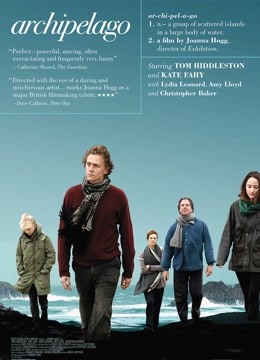 archipelago
"Perfect - powerful, moving, often
excruciating and frequently very funny"
- Catherine Shoard, The Guardian
"Directed with the eye of a daring and
mischievous artist... marks Joanna Hogg as a
major British filmmaking talent: ★★★★"
- Dave Calhoun, Time Out
ar·chi·pel·a·go
1. n.– a group of scattered islands
in a large body of water.
2. a film by Joanna Hogg,
director of Exhibition.
Starring TOM HIDDLESTON
and KATE FAHY
with Lydia Leonard, Amy Lloyd
and Christopher Baker